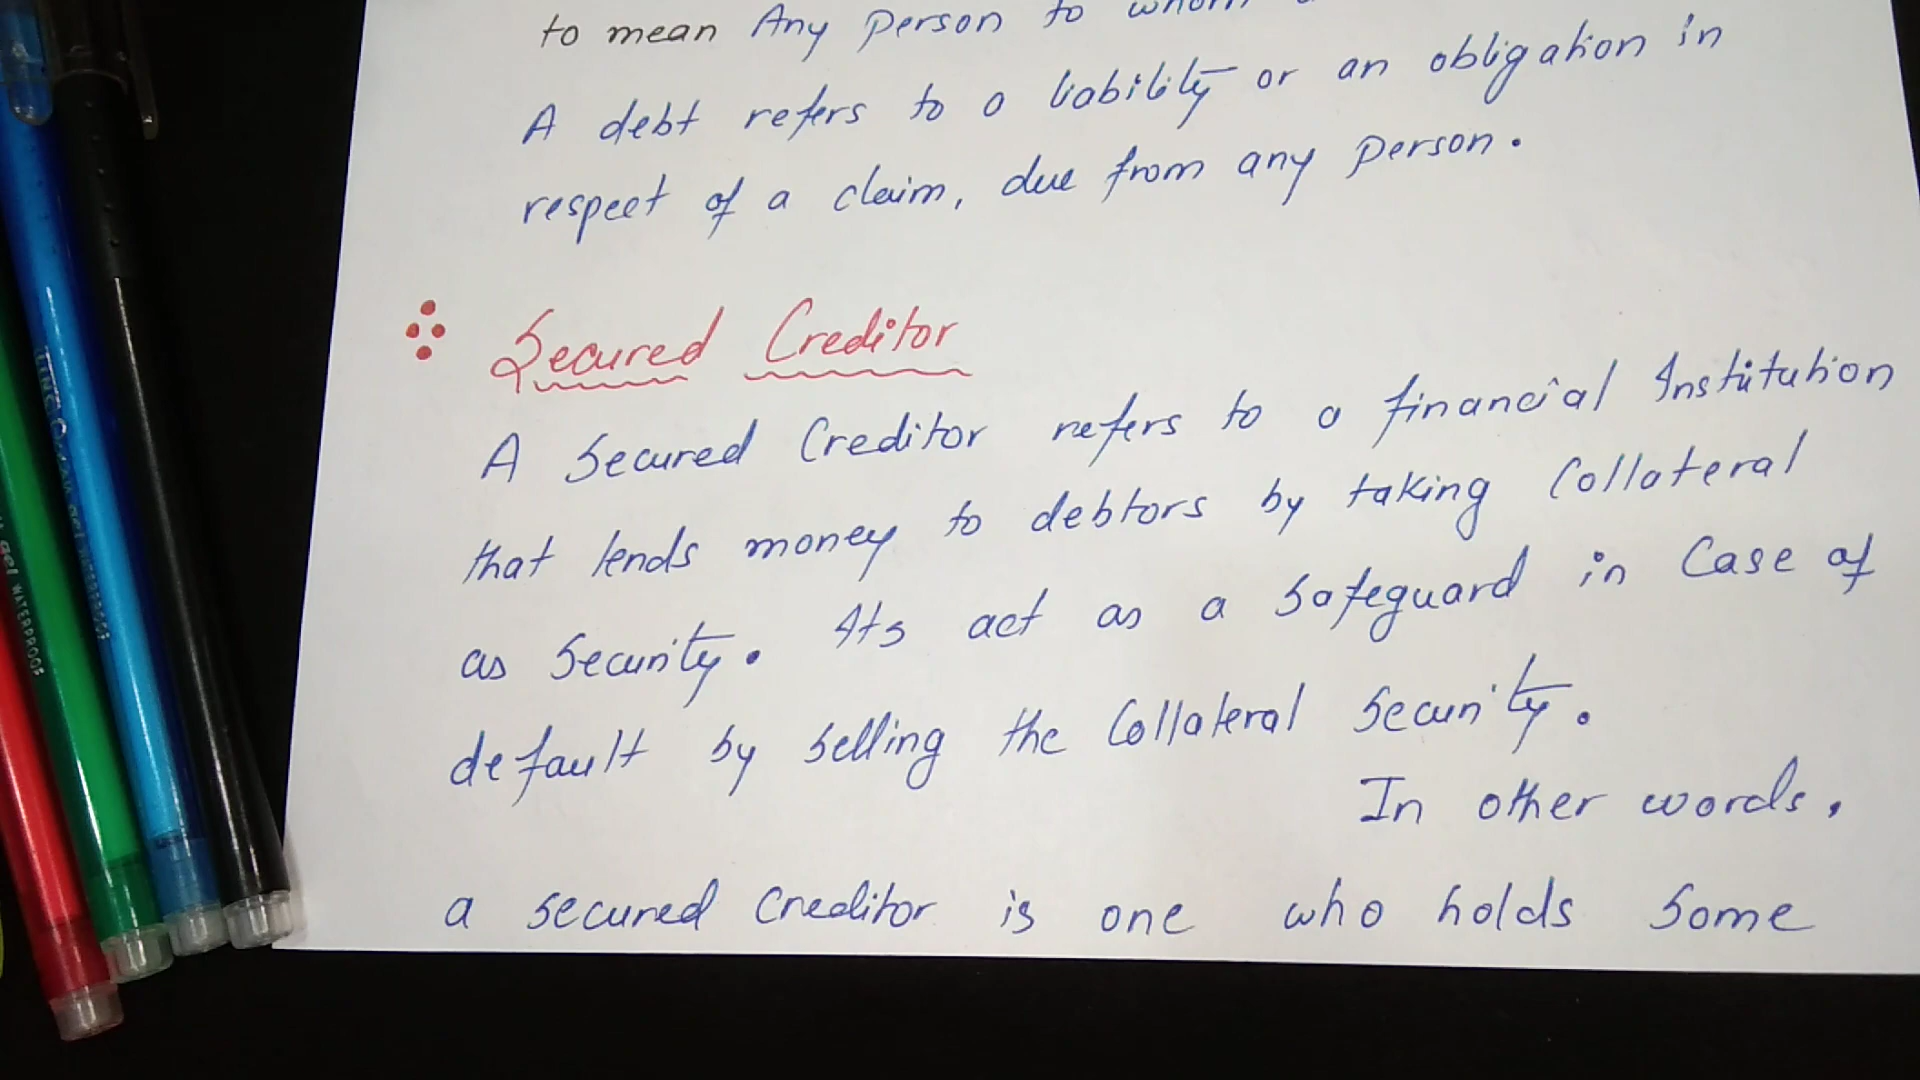 to mean Any person to whom
A debt refers to a liability or an obligation in
respect of a claim, due from any person.
Secured Creditor
A Secured Creditor refers to a financial Institution
that lends money to debtors by taking Collateral
as Security. Its act as a Safeguard in Case of
default by Selling the Collateral Security.
In other words,
a secured Creditor is one who holds Some
WATERPROOF
WATERPROOF